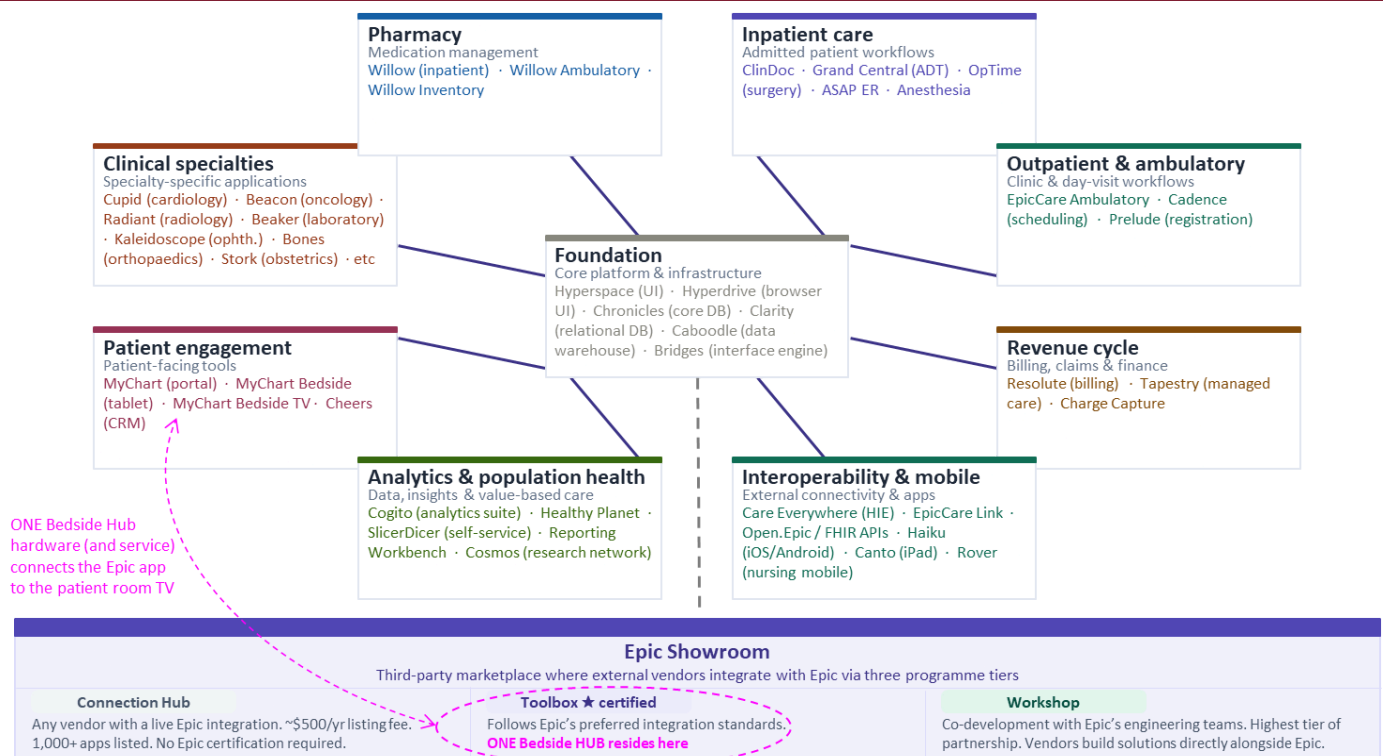 Pharmacy
Medication management
Willow (inpatient) · Willow Ambulatory ·
Willow Inventory
Inpatient care
Admitted patient workflows
ClinDoc · Grand Central (ADT) · OpTime
(surgery) · ASAP ER · Anesthesia
Clinical specialties
Specialty-specific applications
Cupid (cardiology) · Beacon (oncology) ·
Radiant (radiology) · Beaker (laboratory)
· Kaleidoscope (ophth.) · Bones
(orthopaedics) · Stork (obstetrics) · etc
Outpatient & ambulatory
Clinic & day-visit workflows
EpicCare Ambulatory · Cadence
(scheduling) · Prelude (registration)
Foundation
Core platform & infrastructure
Hyperspace (UI) · Hyperdrive (browser
UI) · Chronicles (core DB) · Clarity
(relational DB) · Caboodle (data
warehouse) · Bridges (interface engine)
Patient engagement
Patient-facing tools
MyChart (portal) · MyChart Bedside
(tablet) · MyChart Bedside TV · Cheers
(CRM)
Revenue cycle
Billing, claims & finance
Resolute (billing) · Tapestry (managed
care) · Charge Capture
Analytics & population health
Data, insights & value-based care
Cogito (analytics suite) · Healthy Planet ·
SlicerDicer (self-service) · Reporting
Workbench · Cosmos (research network)
Interoperability & mobile
External connectivity & apps
Care Everywhere (HIE) · EpicCare Link ·
Open.Epic / FHIR APIs · Haiku
(iOS/Android) · Canto (iPad) · Rover
(nursing mobile)
ONE Bedside Hub
hardware (and service)
connects the Epic app
to the patient room TV
Epic Showroom
Third-party marketplace where external vendors integrate with Epic via three programme tiers
Connection Hub
Any vendor with a live Epic integration. ~$500/yr listing fee.
1,000+ apps listed. No Epic certification required.
Toolbox ★ certified
Follows Epic's preferred integration standards.
ONE Bedside HUB resides here
Workshop
Co-development with Epic's engineering teams. Highest tier of
partnership. Vendors build solutions directly alongside Epic.